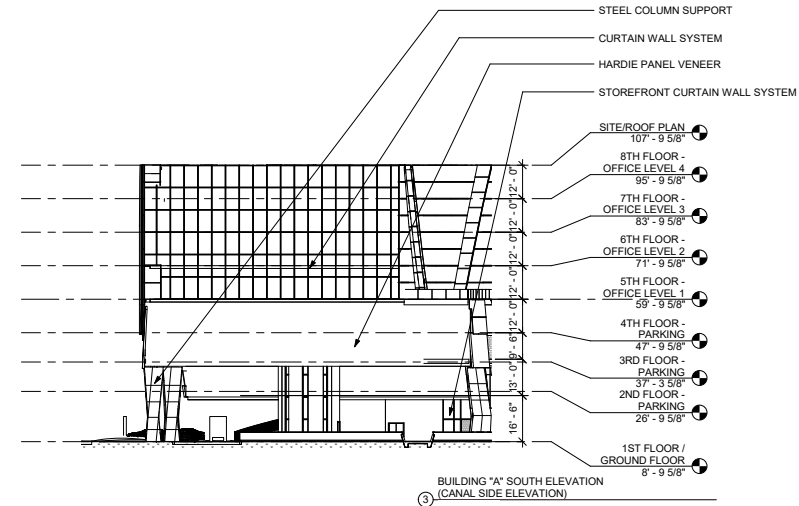 STEEL COLUMN SUPPORT
CURTAIN WALL SYSTEM
HARDIE PANEL VENEER
STOREFRONT CURTAIN WALL SYSTEM
SITE/ROOF PLAN
107' - 9 5/8"
8TH FLOOR -
OFFICE LEVEL 4
95' - 9 5/8"
7TH FLOOR -
OFFICE LEVEL 3
83' - 9 5/8"
6TH FLOOR -
OFFICE LEVEL 2
71' - 9 5/8"
5TH FLOOR -
OFFICE LEVEL 1
59' - 9 5/8"
4TH FLOOR -
PARKING
47' - 9 5/8"
3RD FLOOR -
PARKING
37' - 3 5/8"
2ND FLOOR -
PARKING
26' - 9 5/8"
1ST FLOOR /
GROUND FLOOR
8' - 9 5/8"
12' - 0"
12' - 0"
12' - 0"
12' - 0"
12' - 0"
9' - 6"
13' - 0"
16' - 6"
BUILDING "A" SOUTH ELEVATION
(CANAL SIDE ELEVATION)
3